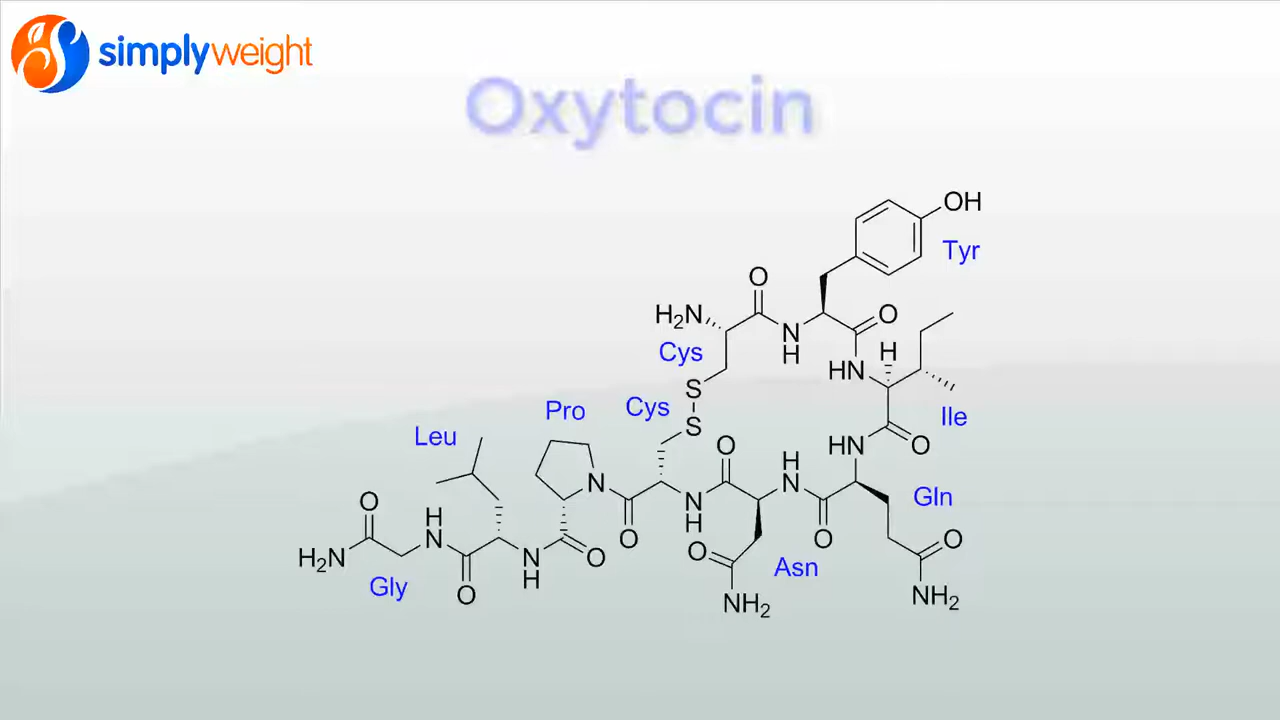 simplyweight
Oxytocin
OH
Tyr
O
H₂N
N
H
O
Cys
HN
H
S
Cys
S
Ile
Pro
Leu
O
HN
O
H
N
N
N
H
Gln
O
H
N
O
O
O
O
H₂N
N
H
O
Asn
NH₂
Gly
O
NH₂